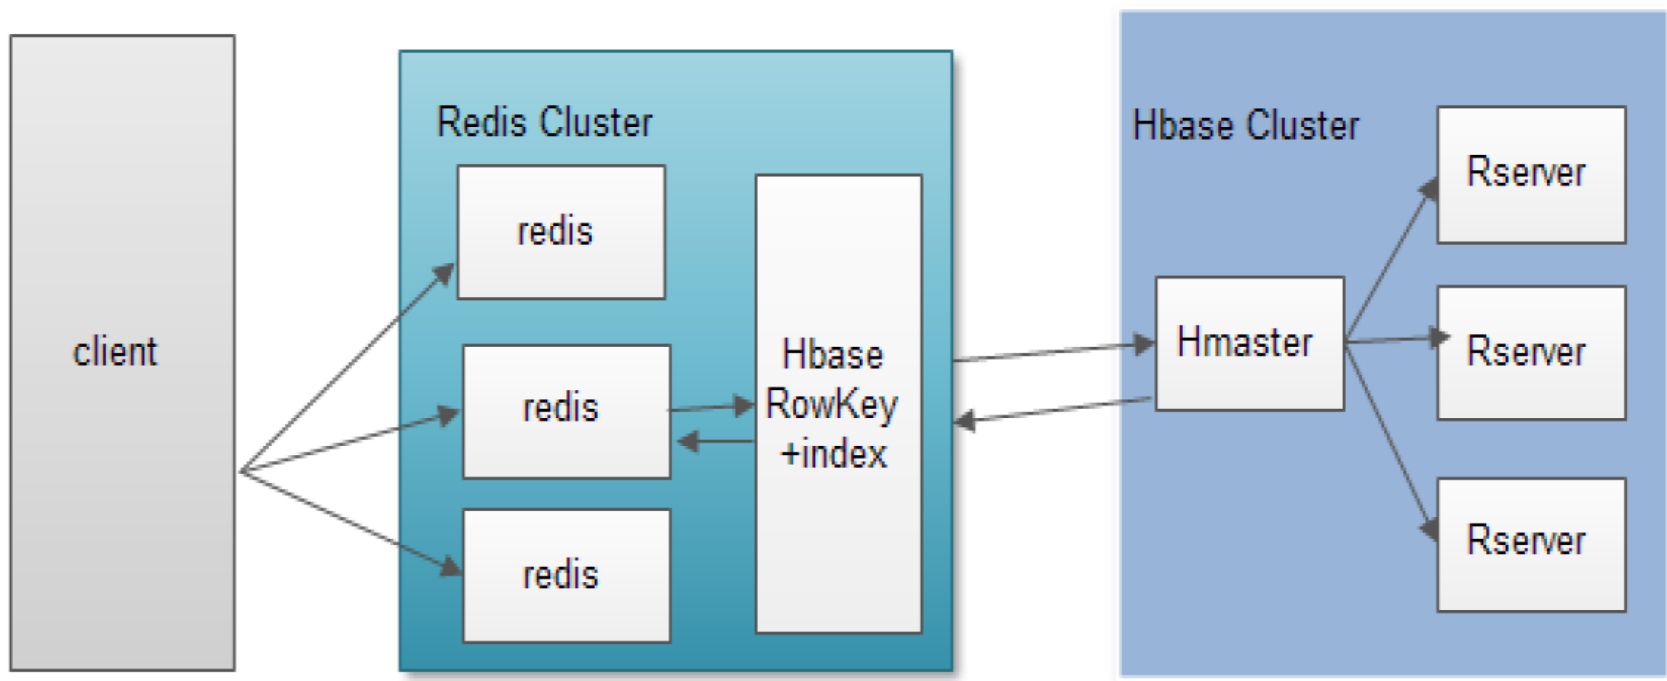 client
Redis Cluster
redis
redis
redis
Hbase
RowKey
+index
Hbase Cluster
Hmaster
Rserver
Rserver
Rserver